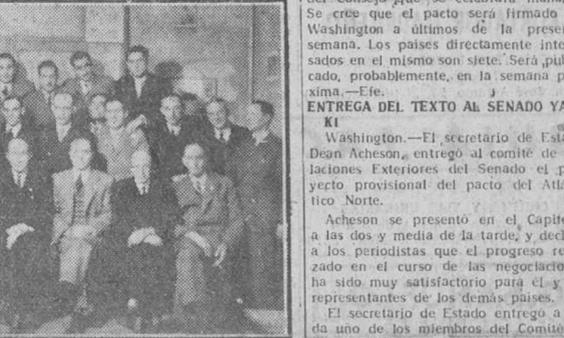 del Consejo que se celebrará
Se cree que el pacto será firmado
Washington a últimos de la presen
semana. Los países directamente inte
sados en el mismo son siete. Será pub
cado, probablemente, en la semana p
xima.—Efe.
ENTREGA DEL TEXTO AL SENADO YA
KI
Washington.—El secretario de Esta
Dean Acheson, entregó al comité de
laciones Exteriores del Senado el p
yecto provisional del pacto del Atlá
tico Norte.
Acheson se presentó en el Capito
a las dos y media de la tarde, y decl
a los periodistas que el progreso re
zado en el curso de las negociacio
ha sido muy satisfactorio para él y
representantes de los demás países.
El secretario de Estado entregó a
da uno de los miembros del Comité